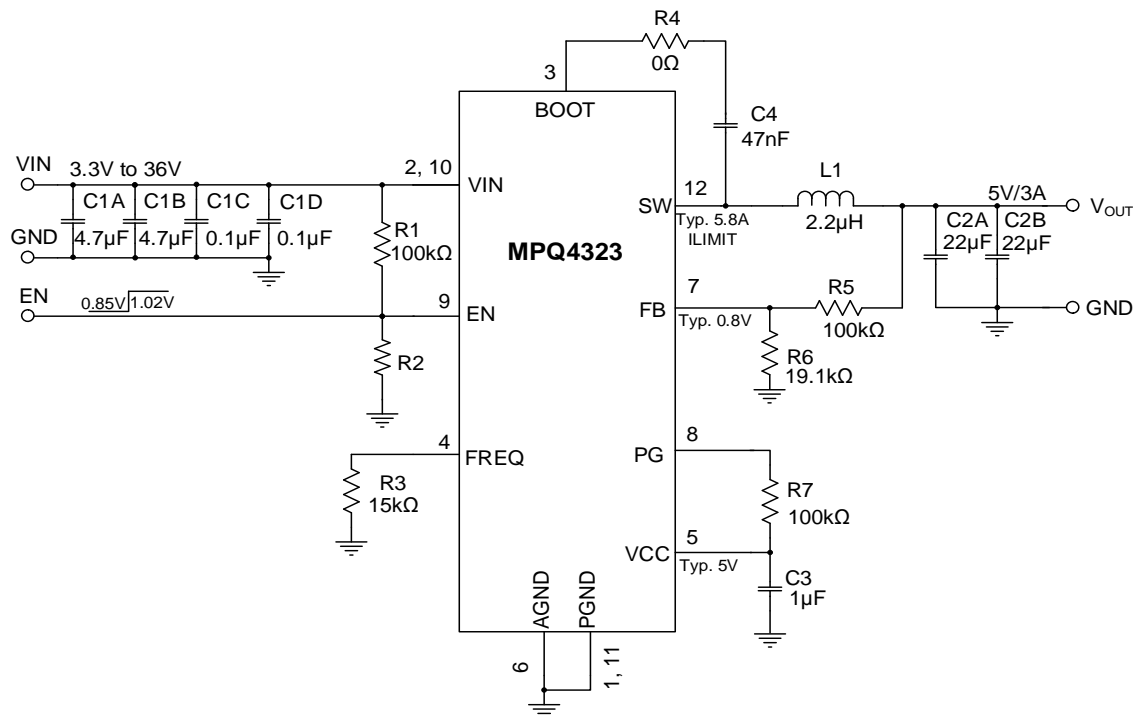 R4
0Ω
3
BOOT
C4
47nF
VIN
3.3V to 36V
2, 10
VIN
C1A
C1B
C1C
C1D
4.7µF
4.7µF
0.1µF
0.1µF
GND
R1
100kΩ
MPQ4323
SW
12
Typ. 5.8A
ILIMIT
L1
2.2µH
5V/3A
VOUT
C2A
22µF
C2B
22µF
GND
EN
0.85V
1.02V
9
EN
R2
7
FB
Typ. 0.8V
R5
100kΩ
R6
19.1kΩ
4
FREQ
R3
15kΩ
8
PG
R7
100kΩ
5
VCC
Typ. 5V
C3
1µF
AGND
PGND
6
1, 11